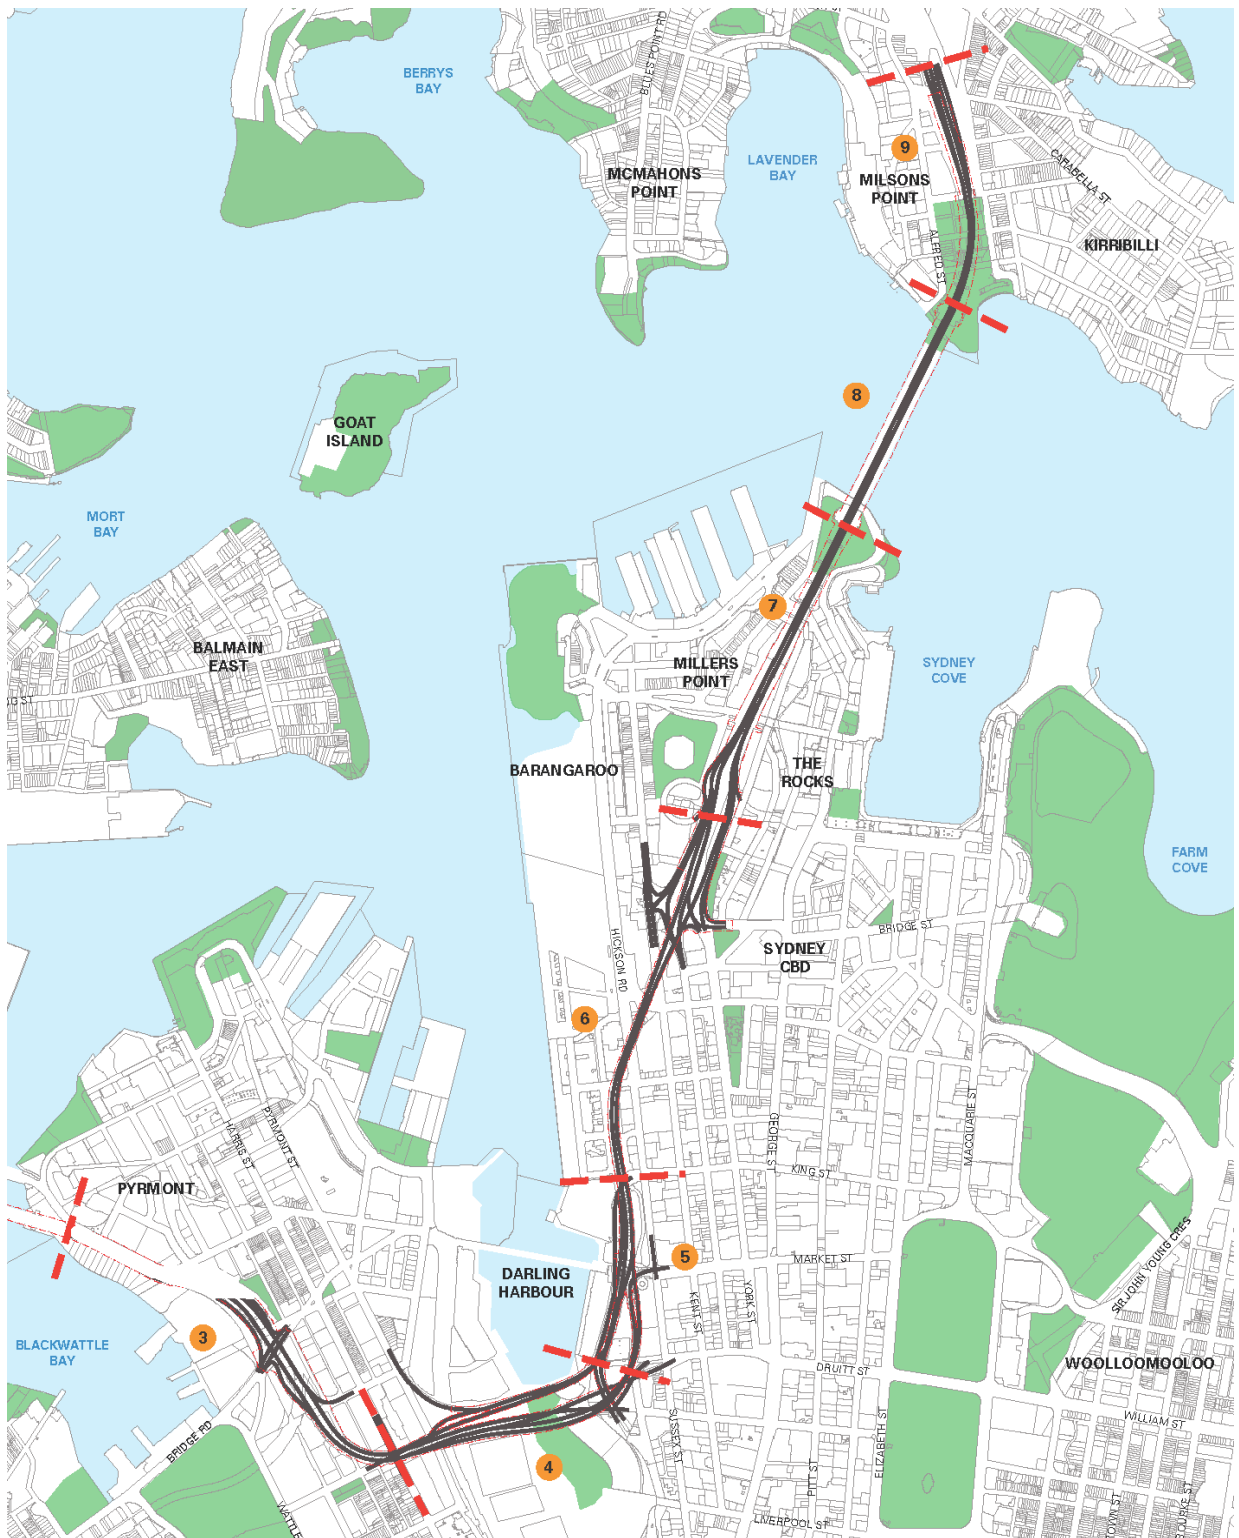 BERRYS
BAY
BLUES POINT RD
LAVENDER
BAY
9
MCMAHONS
POINT
MILSONS
POINT
CARABELLA ST
ALFRED ST
KIRRIBILLI
8
GOAT
ISLAND
MORT
BAY
7
BALMAIN
EAST
MILLERS
POINT
SYDNEY
COVE
BARANGAROO
THE
ROCKS
FARM
COVE
BRIDGE ST
HICKSON RD
SYDNEY
CBD
6
MACQUARIE ST
GEORGE ST
HARRIS ST
PYRMONT ST
KING ST
PYRMONT
5
MARKET ST
SIR JOHN YOUNG CRES
DARLING
HARBOUR
KENT ST
YORK ST
3
BLACKWATTLE
BAY
DRUITT ST
WOOLLOOMOOLOO
WILLIAM ST
BRIDGE RD
SUSSEX ST
ELIZABETH ST
4
PITT ST
WATTLE
LIVERPOOL ST